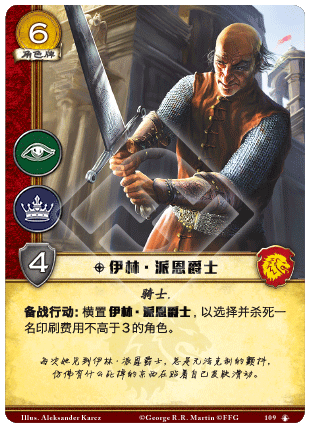 6
角色牌
4
伊林·派恩爵士
骑士.
备战行动: 横置伊林·派恩爵士, 以选择并杀死一
名印刷费用不高于3的角色。
每次她见到伊林·派恩爵士, 总是无法克制的颤抖,
仿佛有什么死掉的东西在踏着自己皮肤滑动。
Illus. Aleksander Karcz
©George R.R. Martin ©FFG
109